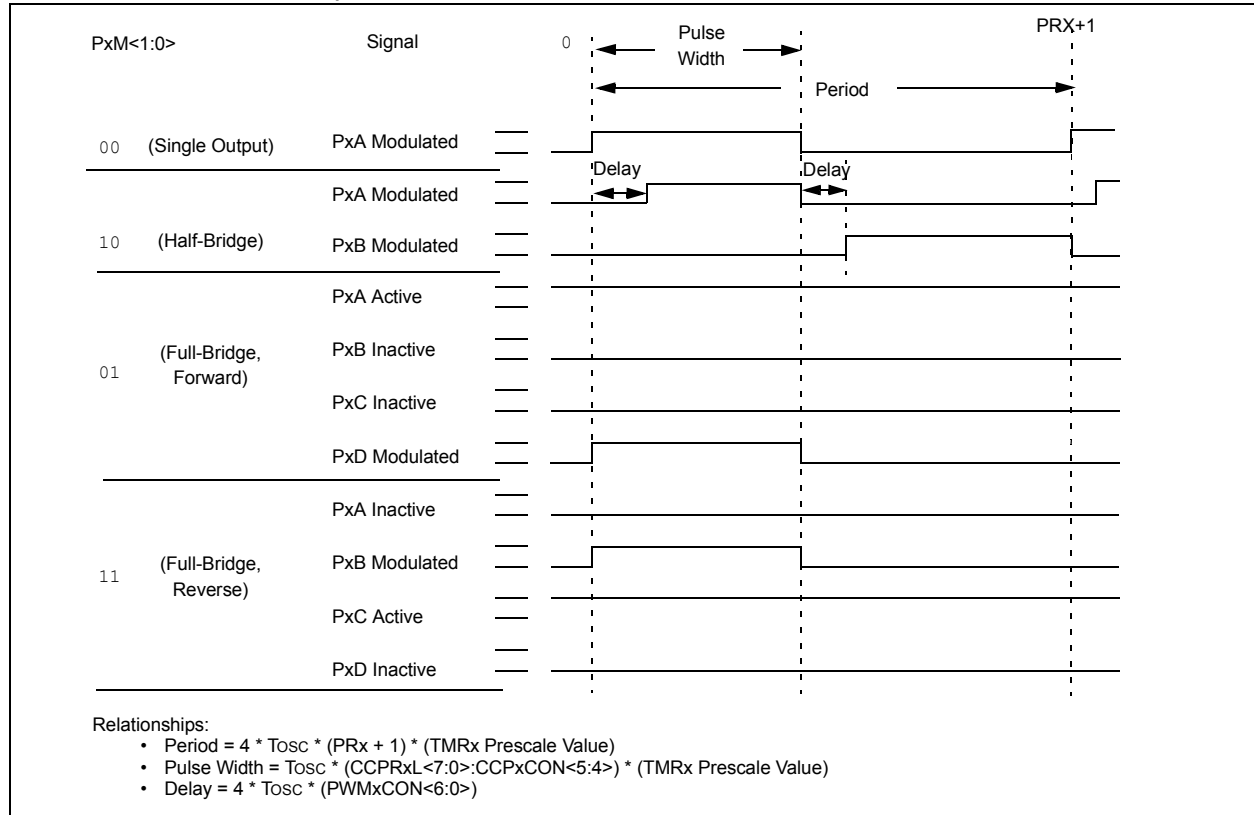 PxM<1:0> Signal 0 Pulse Width PRX+1
Period
00 (Single Output) PxA Modulated
Delay Delay
PxA Modulated
10 (Half-Bridge) PxB Modulated
PxA Active
01 (Full-Bridge, Forward) PxB Inactive
PxC Inactive
PxD Modulated
PxA Inactive
11 (Full-Bridge, Reverse) PxB Modulated
PxC Active
PxD Inactive
Relationships:
• Period = 4 * TOSC * (PRx + 1) * (TMRx Prescale Value)
• Pulse Width = TOSC * (CCPRxL<7:0>:CCPxCON<5:4>) * (TMRx Prescale Value)
• Delay = 4 * TOSC * (PWMxCON<6:0>)